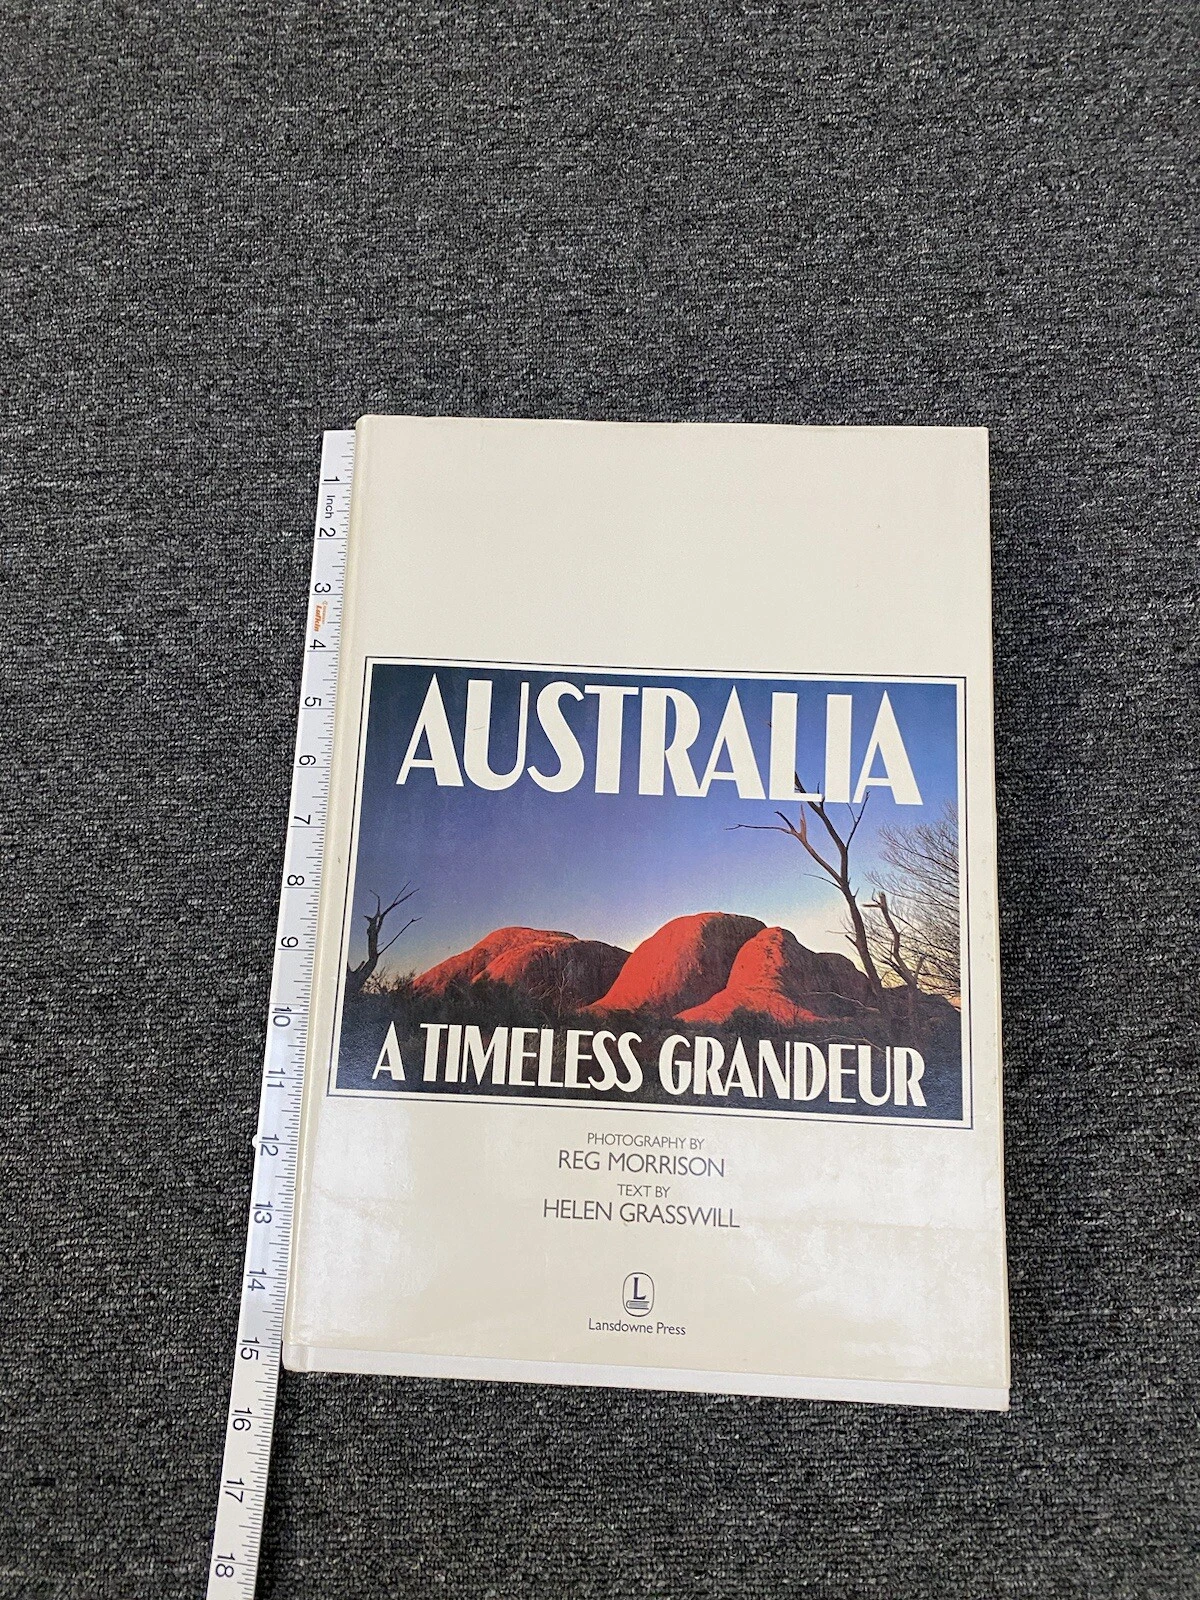 AUSTRALIA
A TIMELESS GRANDEUR
PHOTOGRAPHY BY
REG MORRISON
TEXT BY
HELEN GRASSWILL
L
Lansdowne Press
1
Inch
2
3
Lufkin
4
5
6
7
8
9
10
11
12
13
14
15
16
17
18